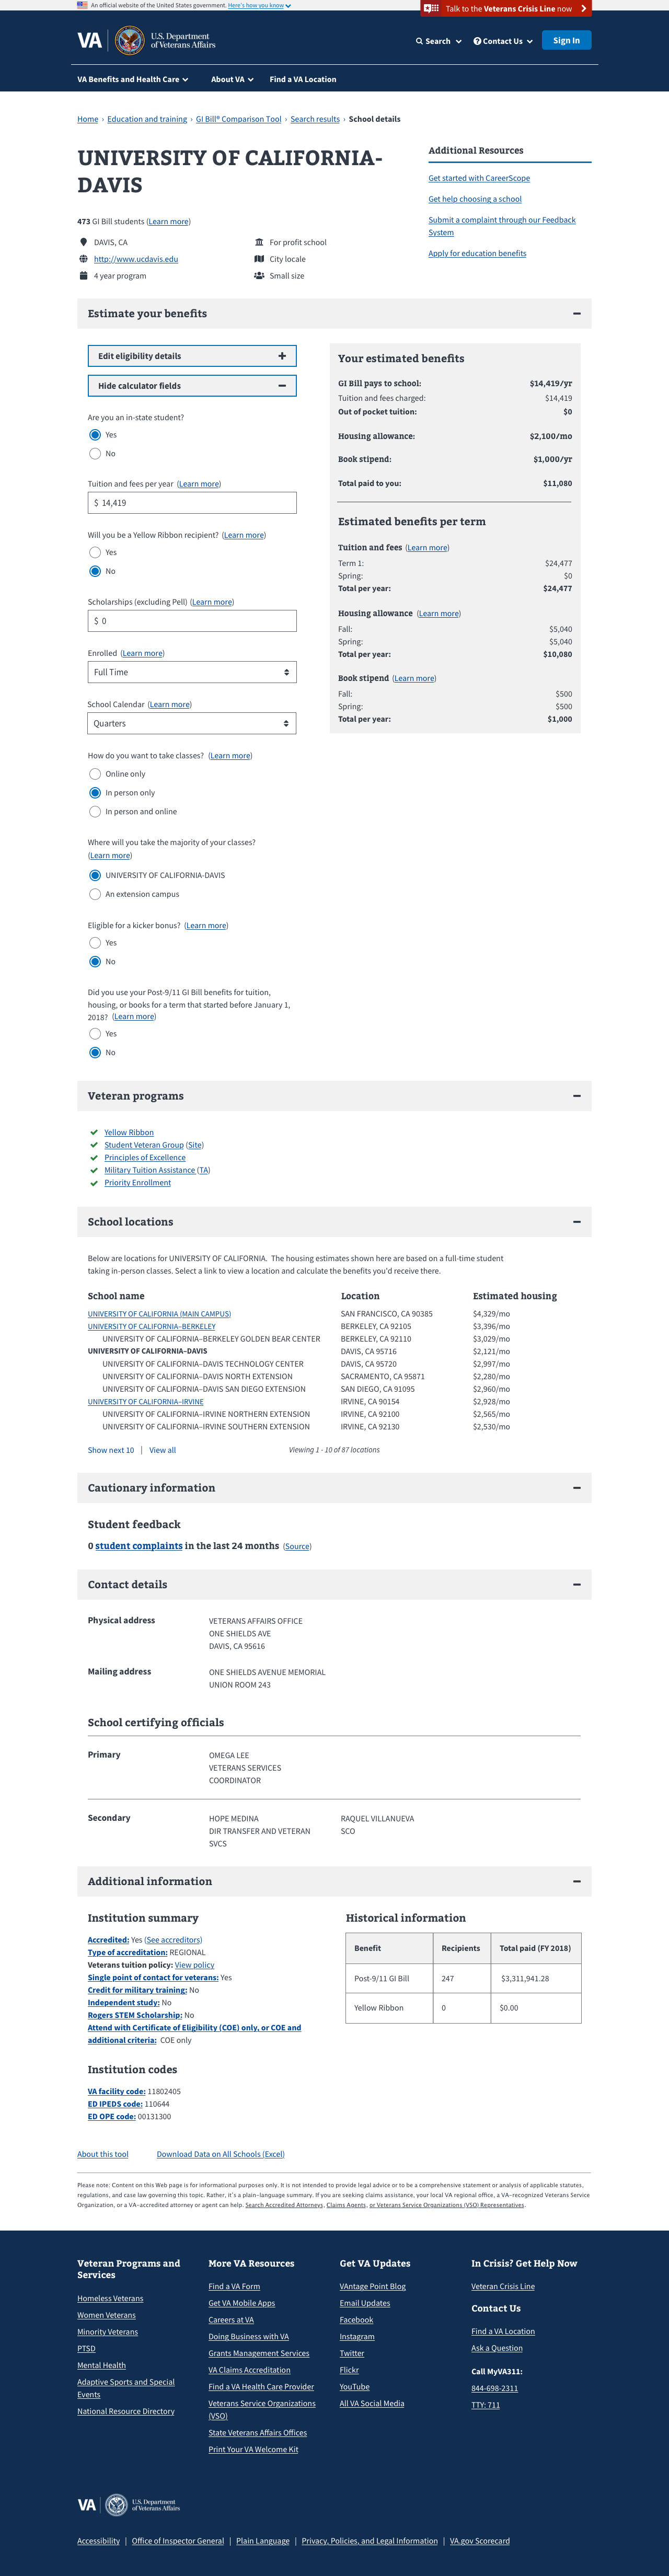 An official website of the United States government. Here's how you know
Talk to the Veterans Crisis Line now
VA
U.S. Department
of Veterans Affairs
Search
Contact Us
Sign In
VA Benefits and Health Care
About VA
Find a VA Location
Home › Education and training › GI Bill® Comparison Tool › Search results › School details
UNIVERSITY OF CALIFORNIA-
DAVIS
473 GI Bill students (Learn more)
DAVIS, CA
For profit school
http://www.ucdavis.edu
City locale
4 year program
Small size
Additional Resources
Get started with CareerScope
Get help choosing a school
Submit a complaint through our Feedback
System
Apply for education benefits
Estimate your benefits
Edit eligibility details
Hide calculator fields
Are you an in-state student?
Yes
No
Tuition and fees per year (Learn more)
$ 14,419
Will you be a Yellow Ribbon recipient? (Learn more)
Yes
No
Scholarships (excluding Pell) (Learn more)
$ 0
Enrolled (Learn more)
Full Time
School Calendar (Learn more)
Quarters
How do you want to take classes? (Learn more)
Online only
In person only
In person and online
Where will you take the majority of your classes?
(Learn more)
UNIVERSITY OF CALIFORNIA-DAVIS
An extension campus
Eligible for a kicker bonus? (Learn more)
Yes
No
Did you use your Post-9/11 GI Bill benefits for tuition,
housing, or books for a term that started before January 1,
2018? (Learn more)
Yes
No
Your estimated benefits
GI Bill pays to school: $14,419/yr
Tuition and fees charged: $14,419
Out of pocket tuition: $0
Housing allowance: $2,100/mo
Book stipend: $1,000/yr
Total paid to you: $11,080
Estimated benefits per term
Tuition and fees (Learn more)
Term 1: $24,477
Spring: $0
Total per year: $24,477
Housing allowance (Learn more)
Fall: $5,040
Spring: $5,040
Total per year: $10,080
Book stipend (Learn more)
Fall: $500
Spring: $500
Total per year: $1,000
Veteran programs
Yellow Ribbon
Student Veteran Group (Site)
Principles of Excellence
Military Tuition Assistance (TA)
Priority Enrollment
School locations
Below are locations for UNIVERSITY OF CALIFORNIA. The housing estimates shown here are based on a full-time student
taking in-person classes. Select a link to view a location and calculate the benefits you'd receive there.
School name Location Estimated housing
UNIVERSITY OF CALIFORNIA (MAIN CAMPUS) SAN FRANCISCO, CA 90385 $4,329/mo
UNIVERSITY OF CALIFORNIA–BERKELEY BERKELEY, CA 92105 $3,396/mo
UNIVERSITY OF CALIFORNIA–BERKELEY GOLDEN BEAR CENTER BERKELEY, CA 92110 $3,029/mo
UNIVERSITY OF CALIFORNIA–DAVIS DAVIS, CA 95716 $2,121/mo
UNIVERSITY OF CALIFORNIA–DAVIS TECHNOLOGY CENTER DAVIS, CA 95720 $2,997/mo
UNIVERSITY OF CALIFORNIA–DAVIS NORTH EXTENSION SACRAMENTO, CA 95871 $2,280/mo
UNIVERSITY OF CALIFORNIA–DAVIS SAN DIEGO EXTENSION SAN DIEGO, CA 91095 $2,960/mo
UNIVERSITY OF CALIFORNIA–IRVINE IRVINE, CA 90154 $2,928/mo
UNIVERSITY OF CALIFORNIA–IRVINE NORTHERN EXTENSION IRVINE, CA 92100 $2,565/mo
UNIVERSITY OF CALIFORNIA–IRVINE SOUTHERN EXTENSION IRVINE, CA 92130 $2,530/mo
Show next 10 | View all Viewing 1 - 10 of 87 locations
Cautionary information
Student feedback
0 student complaints in the last 24 months (Source)
Contact details
Physical address
VETERANS AFFAIRS OFFICE
ONE SHIELDS AVE
DAVIS, CA 95616
Mailing address
ONE SHIELDS AVENUE MEMORIAL
UNION ROOM 243
School certifying officials
Primary
OMEGA LEE
VETERANS SERVICES
COORDINATOR
Secondary
HOPE MEDINA
DIR TRANSFER AND VETERAN
SVCS
RAQUEL VILLANUEVA
SCO
Additional information
Institution summary
Accredited: Yes (See accreditors)
Type of accreditation: REGIONAL
Veterans tuition policy: View policy
Single point of contact for veterans: Yes
Credit for military training: No
Independent study: No
Rogers STEM Scholarship: No
Attend with Certificate of Eligibility (COE) only, or COE and
additional criteria: COE only
Institution codes
VA facility code: 11802405
ED IPEDS code: 110644
ED OPE code: 00131300
Historical information
Benefit Recipients Total paid (FY 2018)
Post-9/11 GI Bill 247 $3,311,941.28
Yellow Ribbon 0 $0.00
About this tool
Download Data on All Schools (Excel)
Please note: Content on this Web page is for informational purposes only. It is not intended to provide legal advice or to be a comprehensive statement or analysis of applicable statutes,
regulations, and case law governing this topic. Rather, it's a plain-language summary. If you are seeking claims assistance, your local VA regional office, a VA-recognized Veterans Service
Organization, or a VA-accredited attorney or agent can help. Search Accredited Attorneys, Claims Agents, or Veterans Service Organizations (VSO) Representatives.
Veteran Programs and
Services
Homeless Veterans
Women Veterans
Minority Veterans
PTSD
Mental Health
Adaptive Sports and Special
Events
National Resource Directory
More VA Resources
Find a VA Form
Get VA Mobile Apps
Careers at VA
Doing Business with VA
Grants Management Services
VA Claims Accreditation
Find a VA Health Care Provider
Veterans Service Organizations
(VSO)
State Veterans Affairs Offices
Print Your VA Welcome Kit
Get VA Updates
VAntage Point Blog
Email Updates
Facebook
Instagram
Twitter
Flickr
YouTube
All VA Social Media
In Crisis? Get Help Now
Veteran Crisis Line
Contact Us
Find a VA Location
Ask a Question
Call MyVA311:
844-698-2311
TTY: 711
VA
U.S. Department
of Veterans Affairs
Accessibility | Office of Inspector General | Plain Language | Privacy, Policies, and Legal Information | VA.gov Scorecard